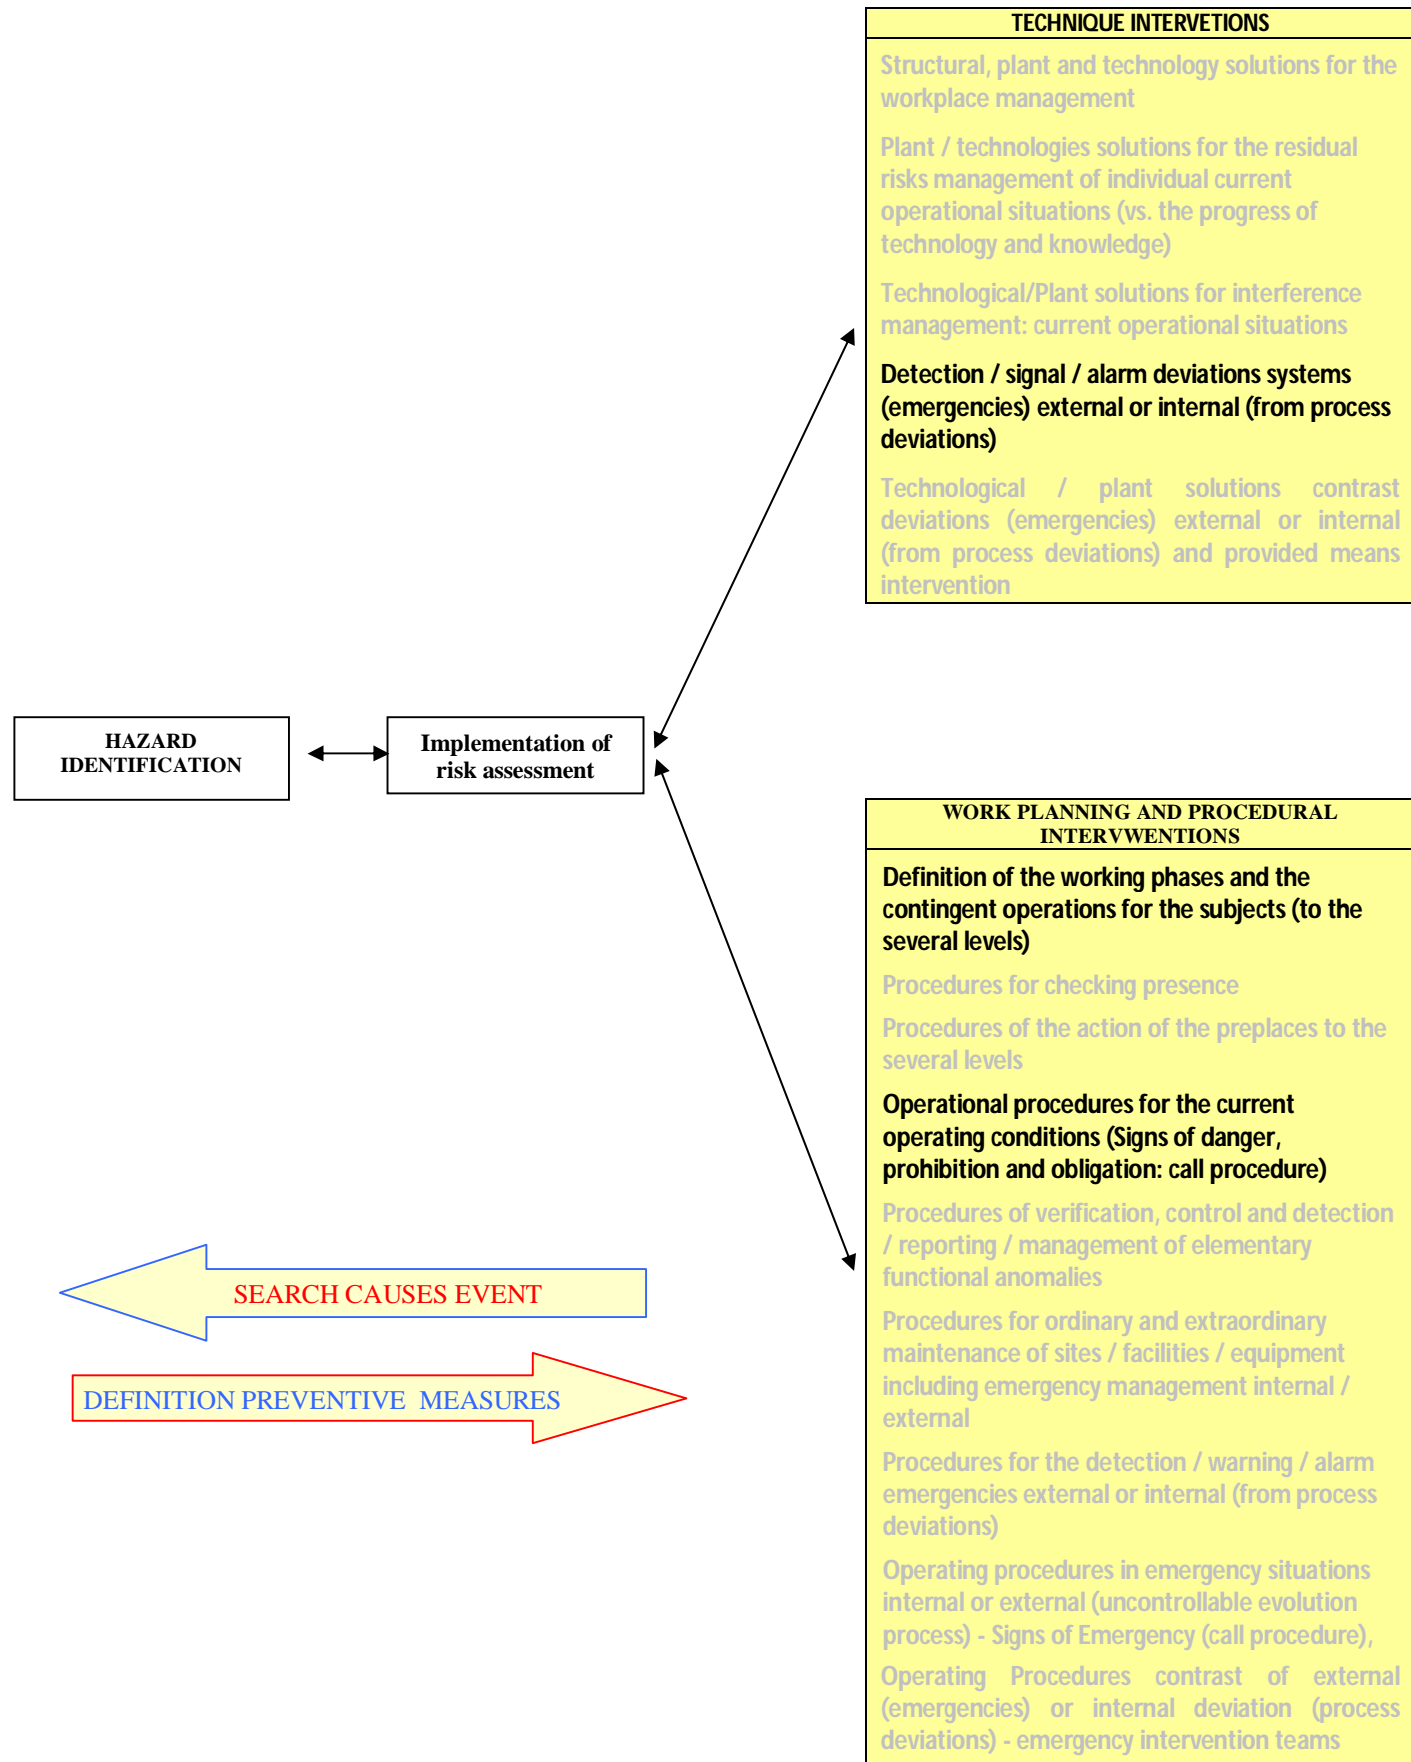 TECHNIQUE INTERVETIONS
Structural, plant and technology solutions for the
workplace management
Plant / technologies solutions for the residual
risks management of individual current
operational situations (vs. the progress of
technology and knowledge)
Technological/Plant solutions for interference
management: current operational situations
Detection / signal / alarm deviations systems
(emergencies) external or internal (from process
deviations)
Technological / plant solutions contrast
deviations (emergencies) external or internal
(from process deviations) and provided means
intervention
HAZARD
IDENTIFICATION
Implementation of
risk assessment
WORK PLANNING AND PROCEDURAL
INTERVWENTIONS
Definition of the working phases and the
contingent operations for the subjects (to the
several levels)
Procedures for checking presence
Procedures of the action of the preplaces to the
several levels
Operational procedures for the current
operating conditions (Signs of danger,
prohibition and obligation: call procedure)
Procedures of verification, control and detection
/ reporting / management of elementary
functional anomalies
Procedures for ordinary and extraordinary
maintenance of sites / facilities / equipment
including emergency management internal /
external
Procedures for the detection / warning / alarm
emergencies external or internal (from process
deviations)
Operating procedures in emergency situations
internal or external (uncontrollable evolution
process) - Signs of Emergency (call procedure),
Operating Procedures contrast of external
(emergencies) or internal deviation (process
deviations) - emergency intervention teams
SEARCH CAUSES EVENT
DEFINITION PREVENTIVE MEASURES